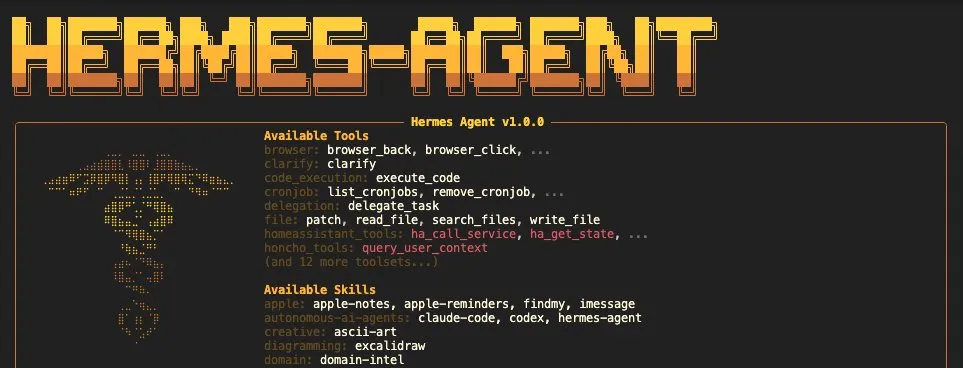 HERMES-AGENT
Hermes Agent v1.0.0
Available Tools
browser: browser_back, browser_click, ...
clarify: clarify
code_execution: execute_code
cronjob: list_cronjobs, remove_cronjob, ...
delegation: delegate_task
file: patch, read_file, search_files, write_file
homeassistant_tools: ha_call_service, ha_get_state, ...
honcho_tools: query_user_context
(and 12 more toolsets...)
Available Skills
apple: apple-notes, apple-reminders, findmy, imessage
autonomous-ai-agents: claude-code, codex, hermes-agent
creative: ascii-art
diagramming: excalidraw
domain: domain-intel